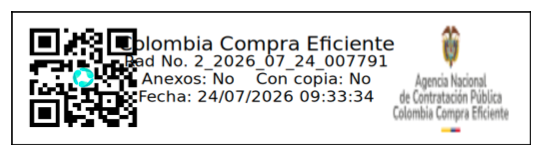 Colombia Compra Eficiente
Rad No. 2_2026_07_24_007791
Anexos: No Con copia: No
Fecha: 24/07/2026 09:33:34
Agencia Nacional
de Contratación Pública
Colombia Compra Eficiente